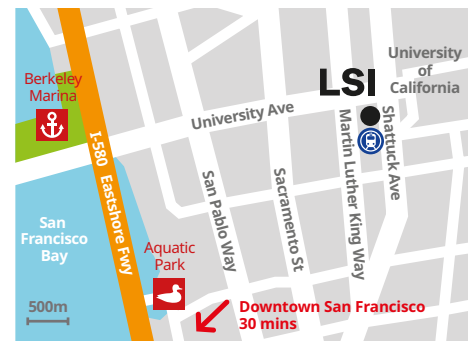 LSI
University
of
California
Berkeley
Marina
University Ave
I-580 Eastshore Fwy
San Pablo Way
Sacramento St
Martin Luther King Way
Shattuck Ave
San
Francisco
Bay
Aquatic
Park
500m
Downtown San Francisco
30 mins